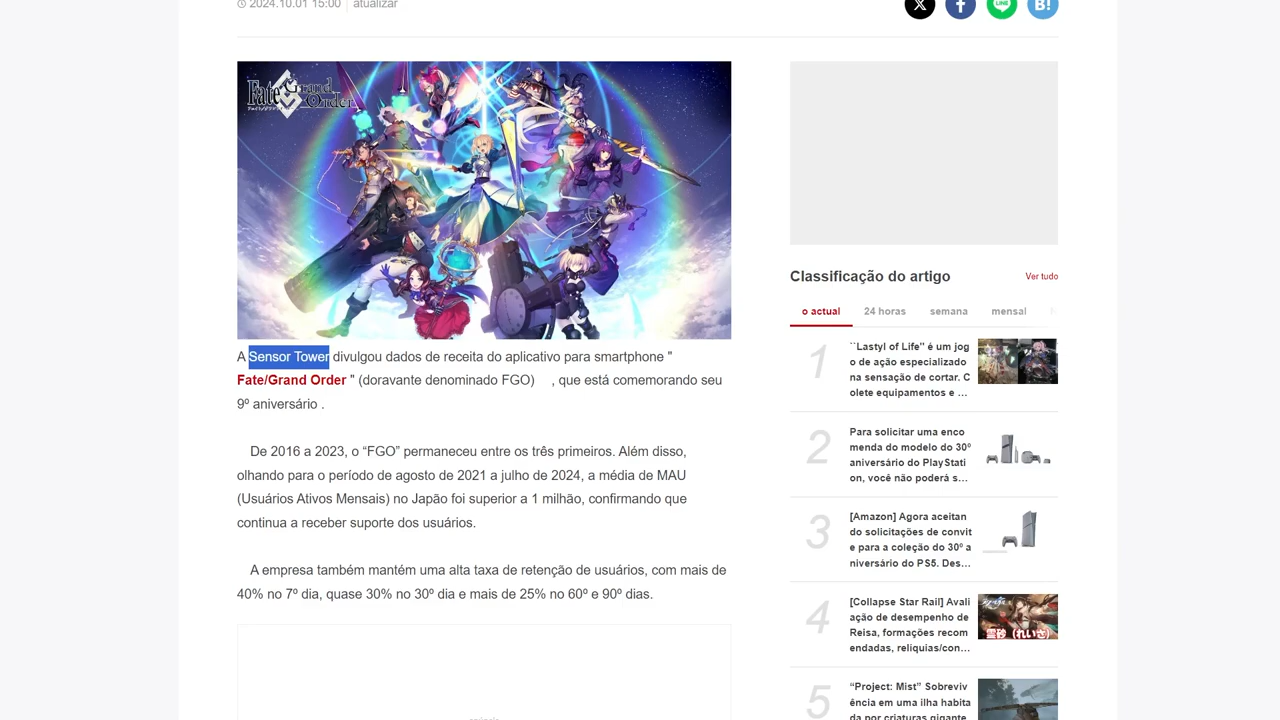 2024.10.01 15:00
atualizar
Fate
Grand
Order
A Sensor Tower divulgou dados de receita do aplicativo para smartphone "
Fate/Grand Order " (doravante denominado FGO) , que está comemorando seu
9º aniversário .
De 2016 a 2023, o “FGO” permaneceu entre os três primeiros. Além disso,
olhando para o período de agosto de 2021 a julho de 2024, a média de MAU
(Usuários Ativos Mensais) no Japão foi superior a 1 milhão, confirmando que
continua a receber suporte dos usuários.
A empresa também mantém uma alta taxa de retenção de usuários, com mais de
40% no 7º dia, quase 30% no 30º dia e mais de 25% no 60º e 90º dias.
X
f
LINE
B!
Classificação do artigo
Ver tudo
o actual
24 horas
semana
mensal
1
``Lastyl of Life'' é um jog
o de ação especializado
na sensação de cortar. C
olete equipamentos e ...
2
Para solicitar uma enco
menda do modelo do 30º
aniversário do PlayStati
on, você não poderá s...
3
[Amazon] Agora aceitan
do solicitações de convit
e para a coleção do 30º a
niversário do PS5. Des...
4
[Collapse Star Rail] Avali
ação de desempenho de
Reisa, formações recom
endadas, relíquias/con...
霊砂（れいさ）
5
“Project: Mist” Sobreviv
ência em uma ilha habita
da por criaturas gigante